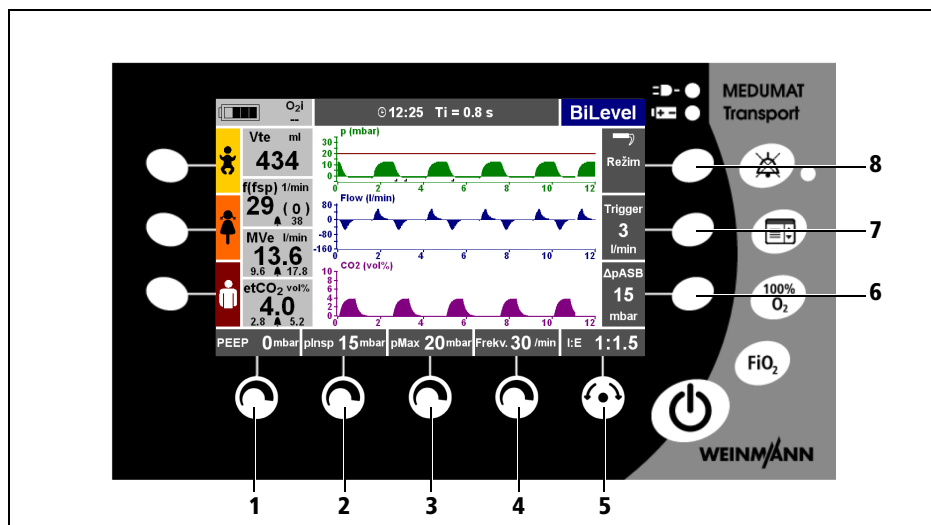 O₂i
--
12:25 Ti = 0.8 s
BiLevel
MEDUMAT
Transport
Vte ml
434
f(fsp) 1/min
29 (0)
38
MVe l/min
13.6
9.6 17.8
etCO₂ vol%
4.0
2.8 5.2
p (mbar)
30
20
10
0
0 2 4 6 8 10 12
Flow (l/min)
80
0
-80
-160
0 2 4 6 8 10 12
CO2 (vol%)
10
8
6
4
2
0
0 2 4 6 8 10 12
Režim
Trigger
3
l/min
ΔpASB
15
mbar
PEEP 0 mbar pInsp 15 mbar pMax 20 mbar Frekv. 30 /min I:E 1:1.5
100%
O₂
FiO₂
WEINMANN
8
7
6
1 2 3 4 5